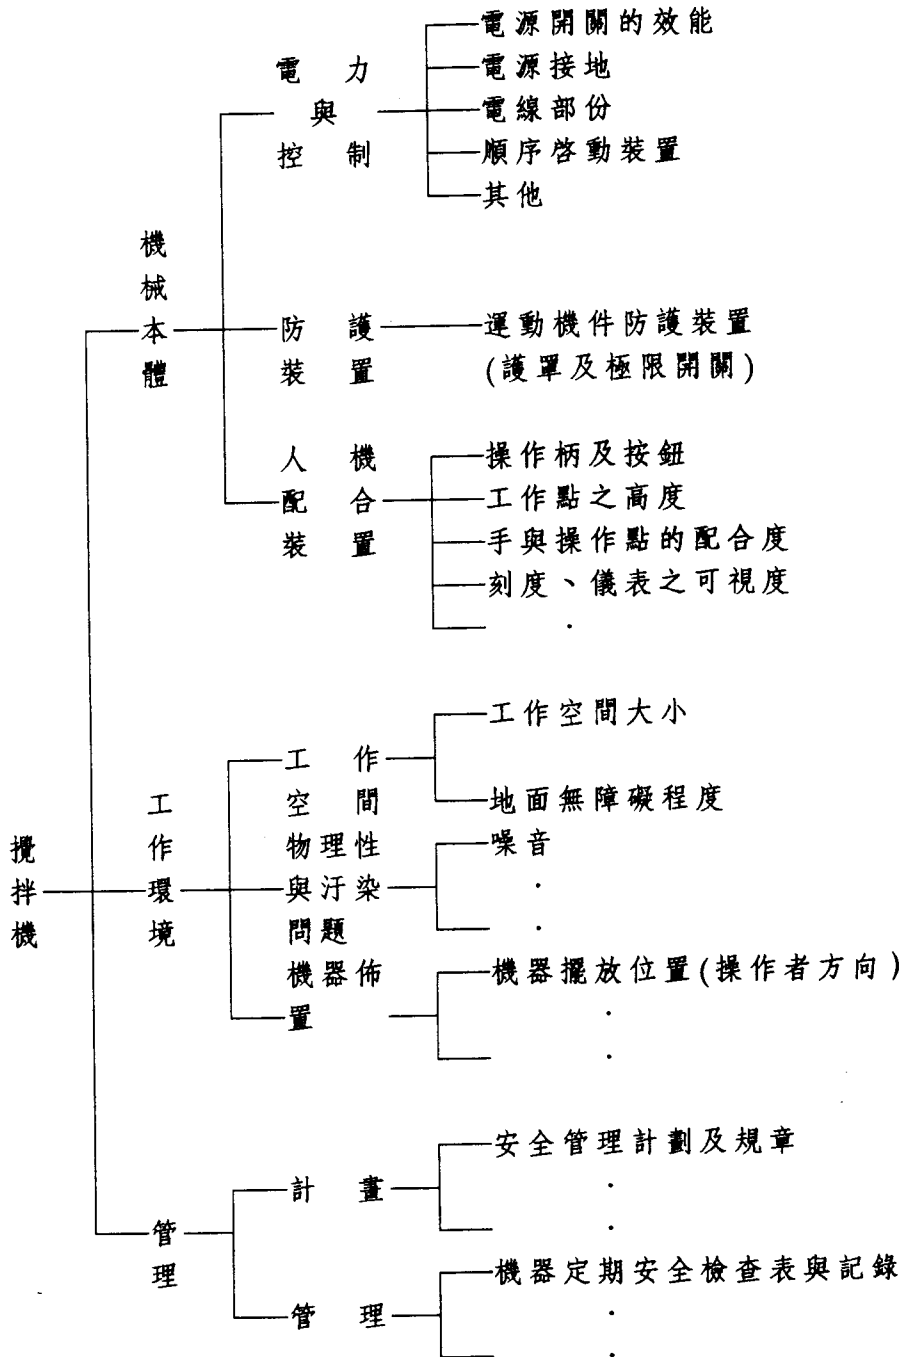 攪拌機
機械本體
電力與控制
電源開關的效能
電源接地
電線部份
順序啓動裝置
其他
防護裝置
運動機件防護裝置
(護罩及極限開關)
人機配合裝置
操作柄及按鈕
工作點之高度
手與操作點的配合度
刻度、儀表之可視度
．
工作環境
工作空間
工作空間大小
地面無障礙程度
物理性與汙染問題
噪音
．
．
機器佈置
機器擺放位置(操作者方向)
．
．
管理
計畫
安全管理計劃及規章
．
．
管理
機器定期安全檢查表與記錄
．
．